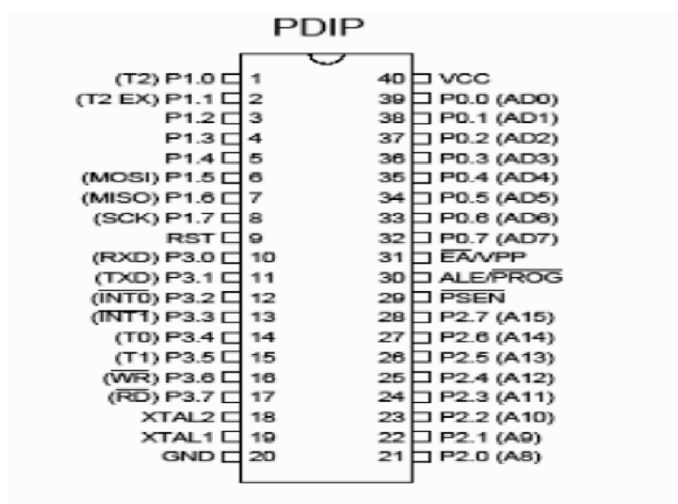 PDIP
(T2) P1.0 1 40 VCC
(T2 EX) P1.1 2 39 P0.0 (AD0)
P1.2 3 38 P0.1 (AD1)
P1.3 4 37 P0.2 (AD2)
P1.4 5 36 P0.3 (AD3)
(MOSI) P1.5 6 35 P0.4 (AD4)
(MISO) P1.6 7 34 P0.5 (AD5)
(SCK) P1.7 8 33 P0.6 (AD6)
RST 9 32 P0.7 (AD7)
(RXD) P3.0 10 31 EA/VPP
(TXD) P3.1 11 30 ALE/PROG
(INT0) P3.2 12 29 PSEN
(INT1) P3.3 13 28 P2.7 (A15)
(T0) P3.4 14 27 P2.6 (A14)
(T1) P3.5 15 26 P2.5 (A13)
(WR) P3.6 16 25 P2.4 (A12)
(RD) P3.7 17 24 P2.3 (A11)
XTAL2 18 23 P2.2 (A10)
XTAL1 19 22 P2.1 (A9)
GND 20 21 P2.0 (A8)